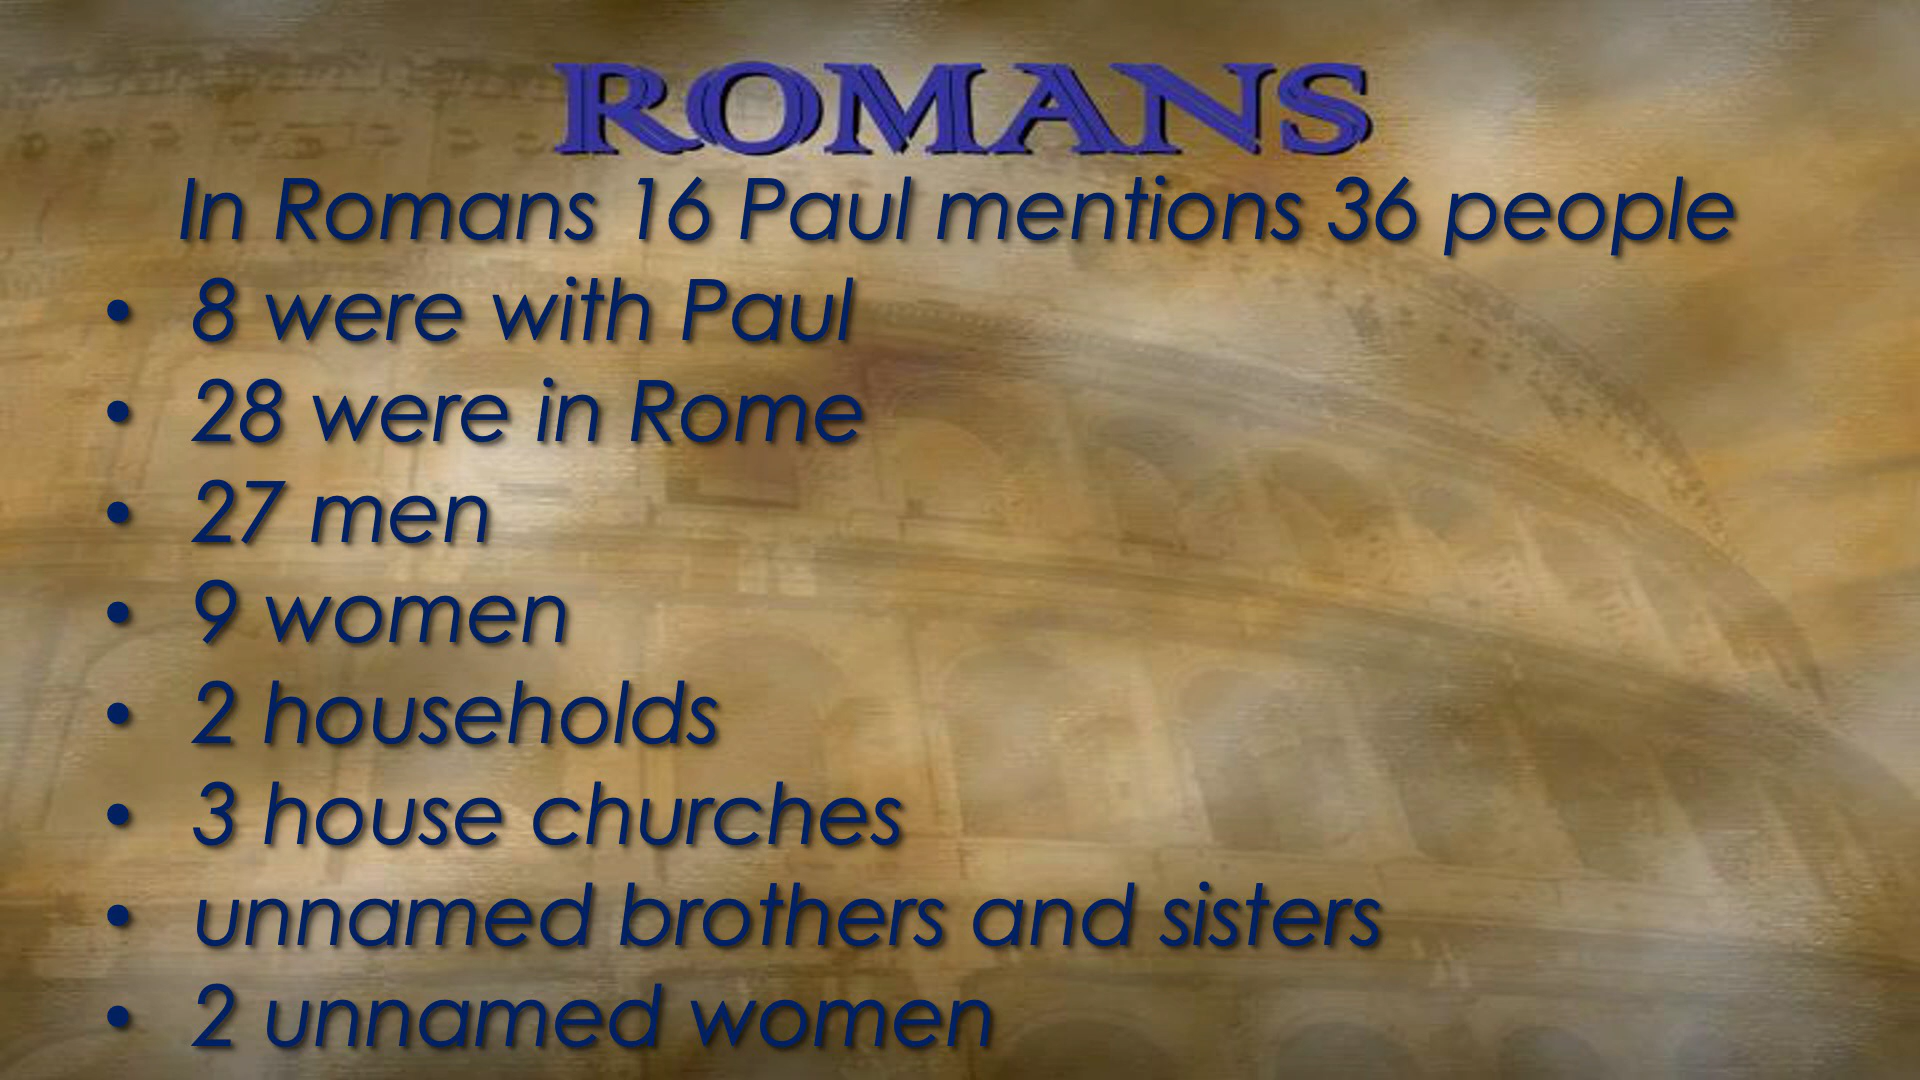 ROMANS
In Romans 16 Paul mentions 36 people
• 8 were with Paul
• 28 were in Rome
• 27 men
• 9 women
• 2 households
• 3 house churches
• unnamed brothers and sisters
• 2 unnamed women